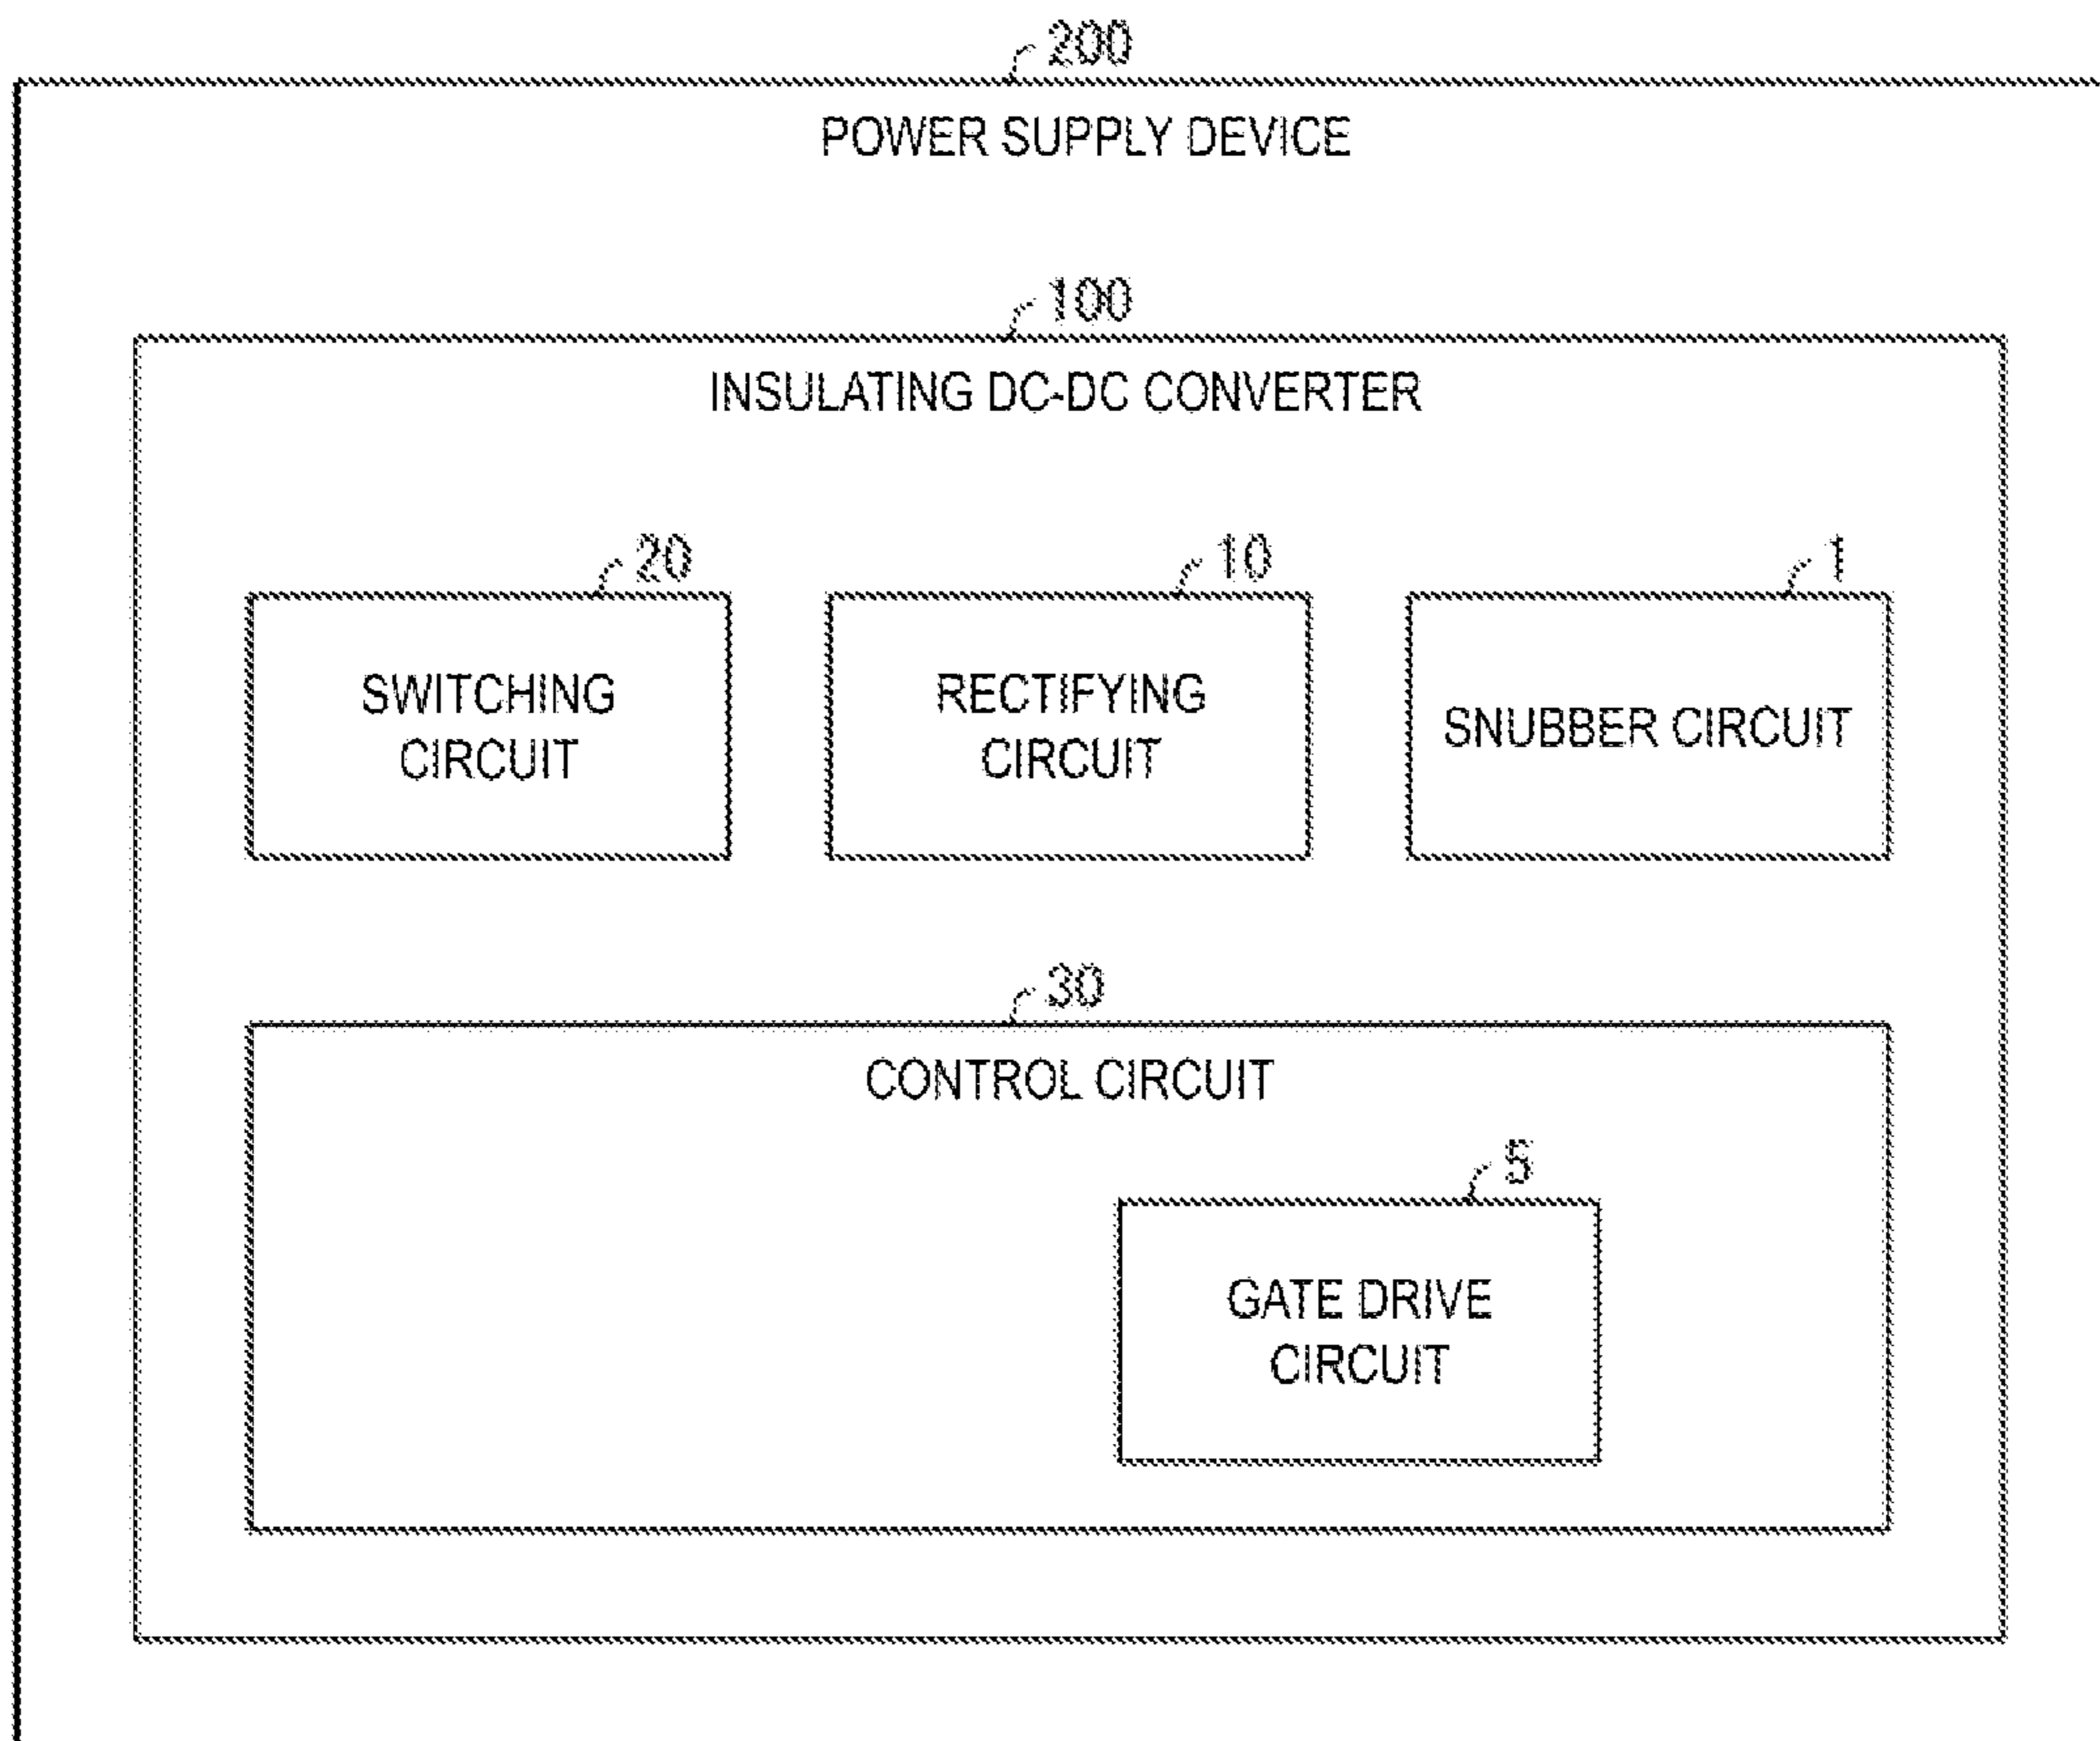 200
POWER SUPPLY DEVICE
100
INSULATING DC-DC CONVERTER
20
10
1
SWITCHING
CIRCUIT
RECTIFYING
CIRCUIT
SNUBBER CIRCUIT
30
CONTROL CIRCUIT
5
GATE DRIVE
CIRCUIT